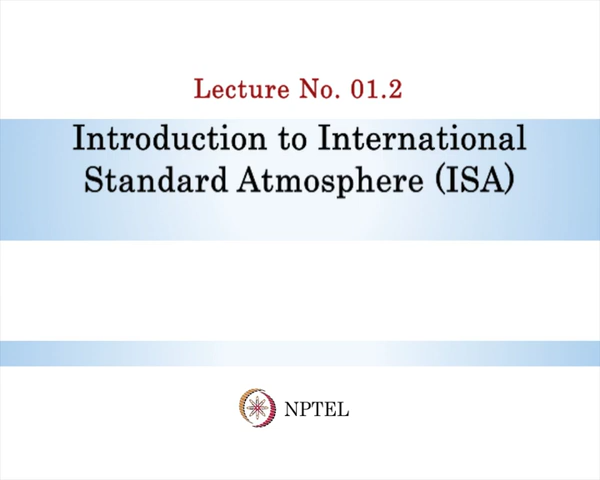 Lecture No. 01.2
Introduction to International
Standard Atmosphere (ISA)
NPTEL